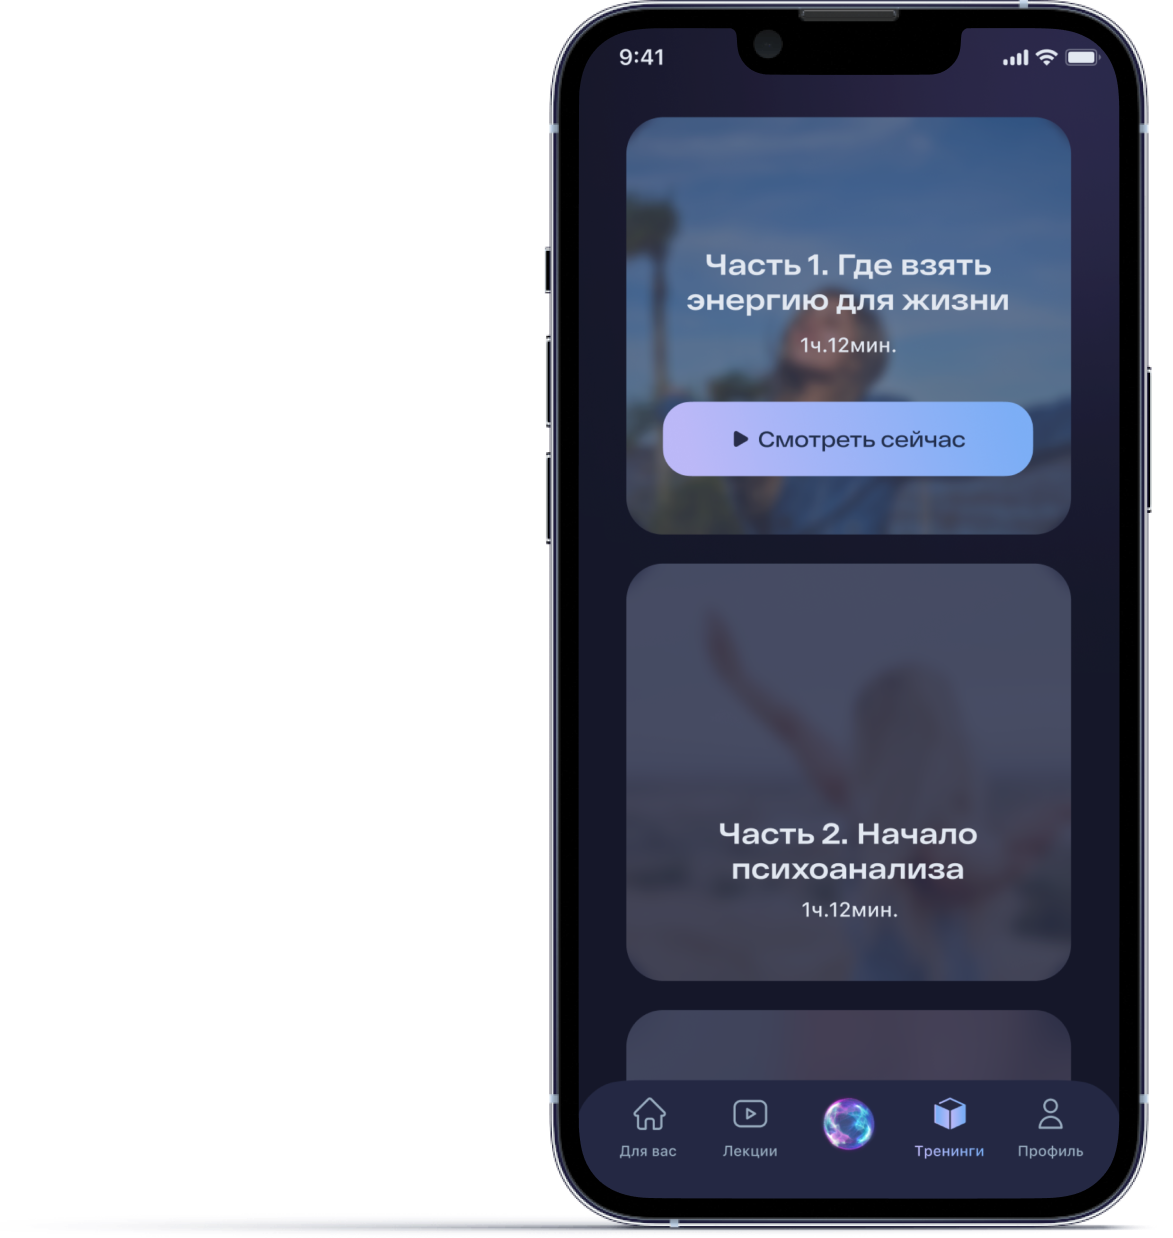 9:41
Часть 1. Где взять
энергию для жизни
1ч.12мин.
Смотреть сейчас
Часть 2. Начало
психоанализа
1ч.12мин.
Для вас
Лекции
Тренинги
Профиль